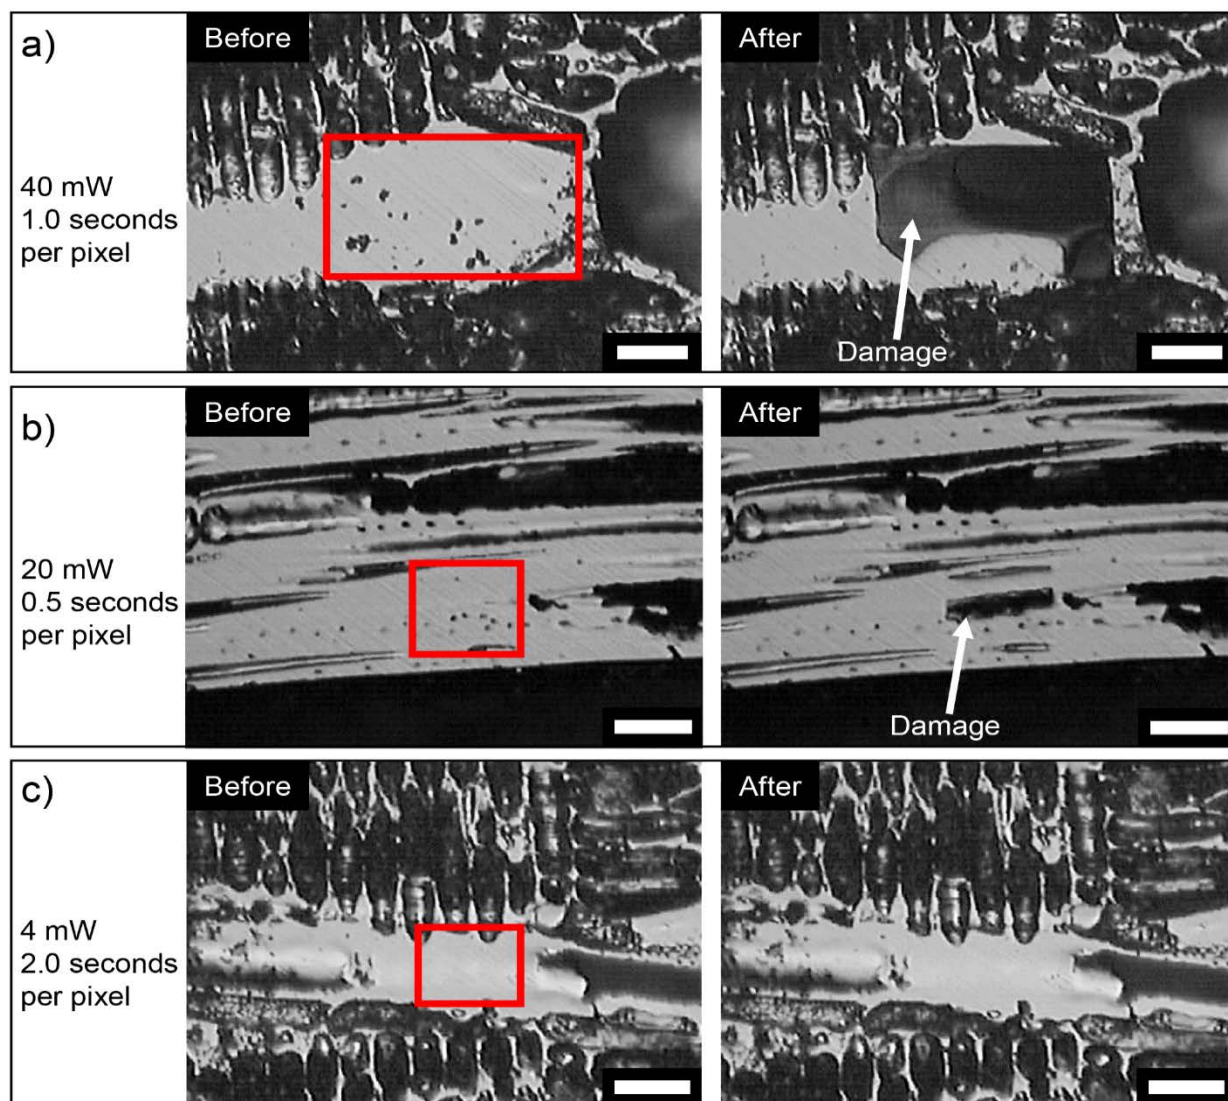 a)
Before
After
40 mW
1.0 seconds
per pixel
Damage
b)
Before
After
20 mW
0.5 seconds
per pixel
Damage
c)
Before
After
4 mW
2.0 seconds
per pixel